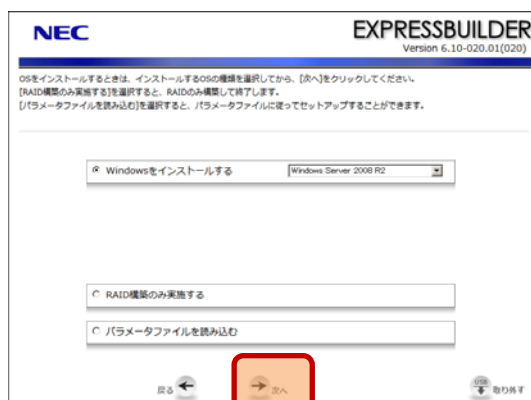 NEC
EXPRESSBUILDER
Version 6.10-020.01(020)
OSをインストールするときは、インストールするOSの種類を選択してから、[次へ]をクリックしてください。
[RAID構築のみ実施する]を選択すると、RAIDのみ構築して終了します。
[パラメータファイルを読み込む]を選択すると、パラメータファイルに従ってセットアップすることができます。
Windowsをインストールする
Windows Server 2008 R2
RAID構築のみ実施する
パラメータファイルを読み込む
戻る
次へ
USB
取り外す